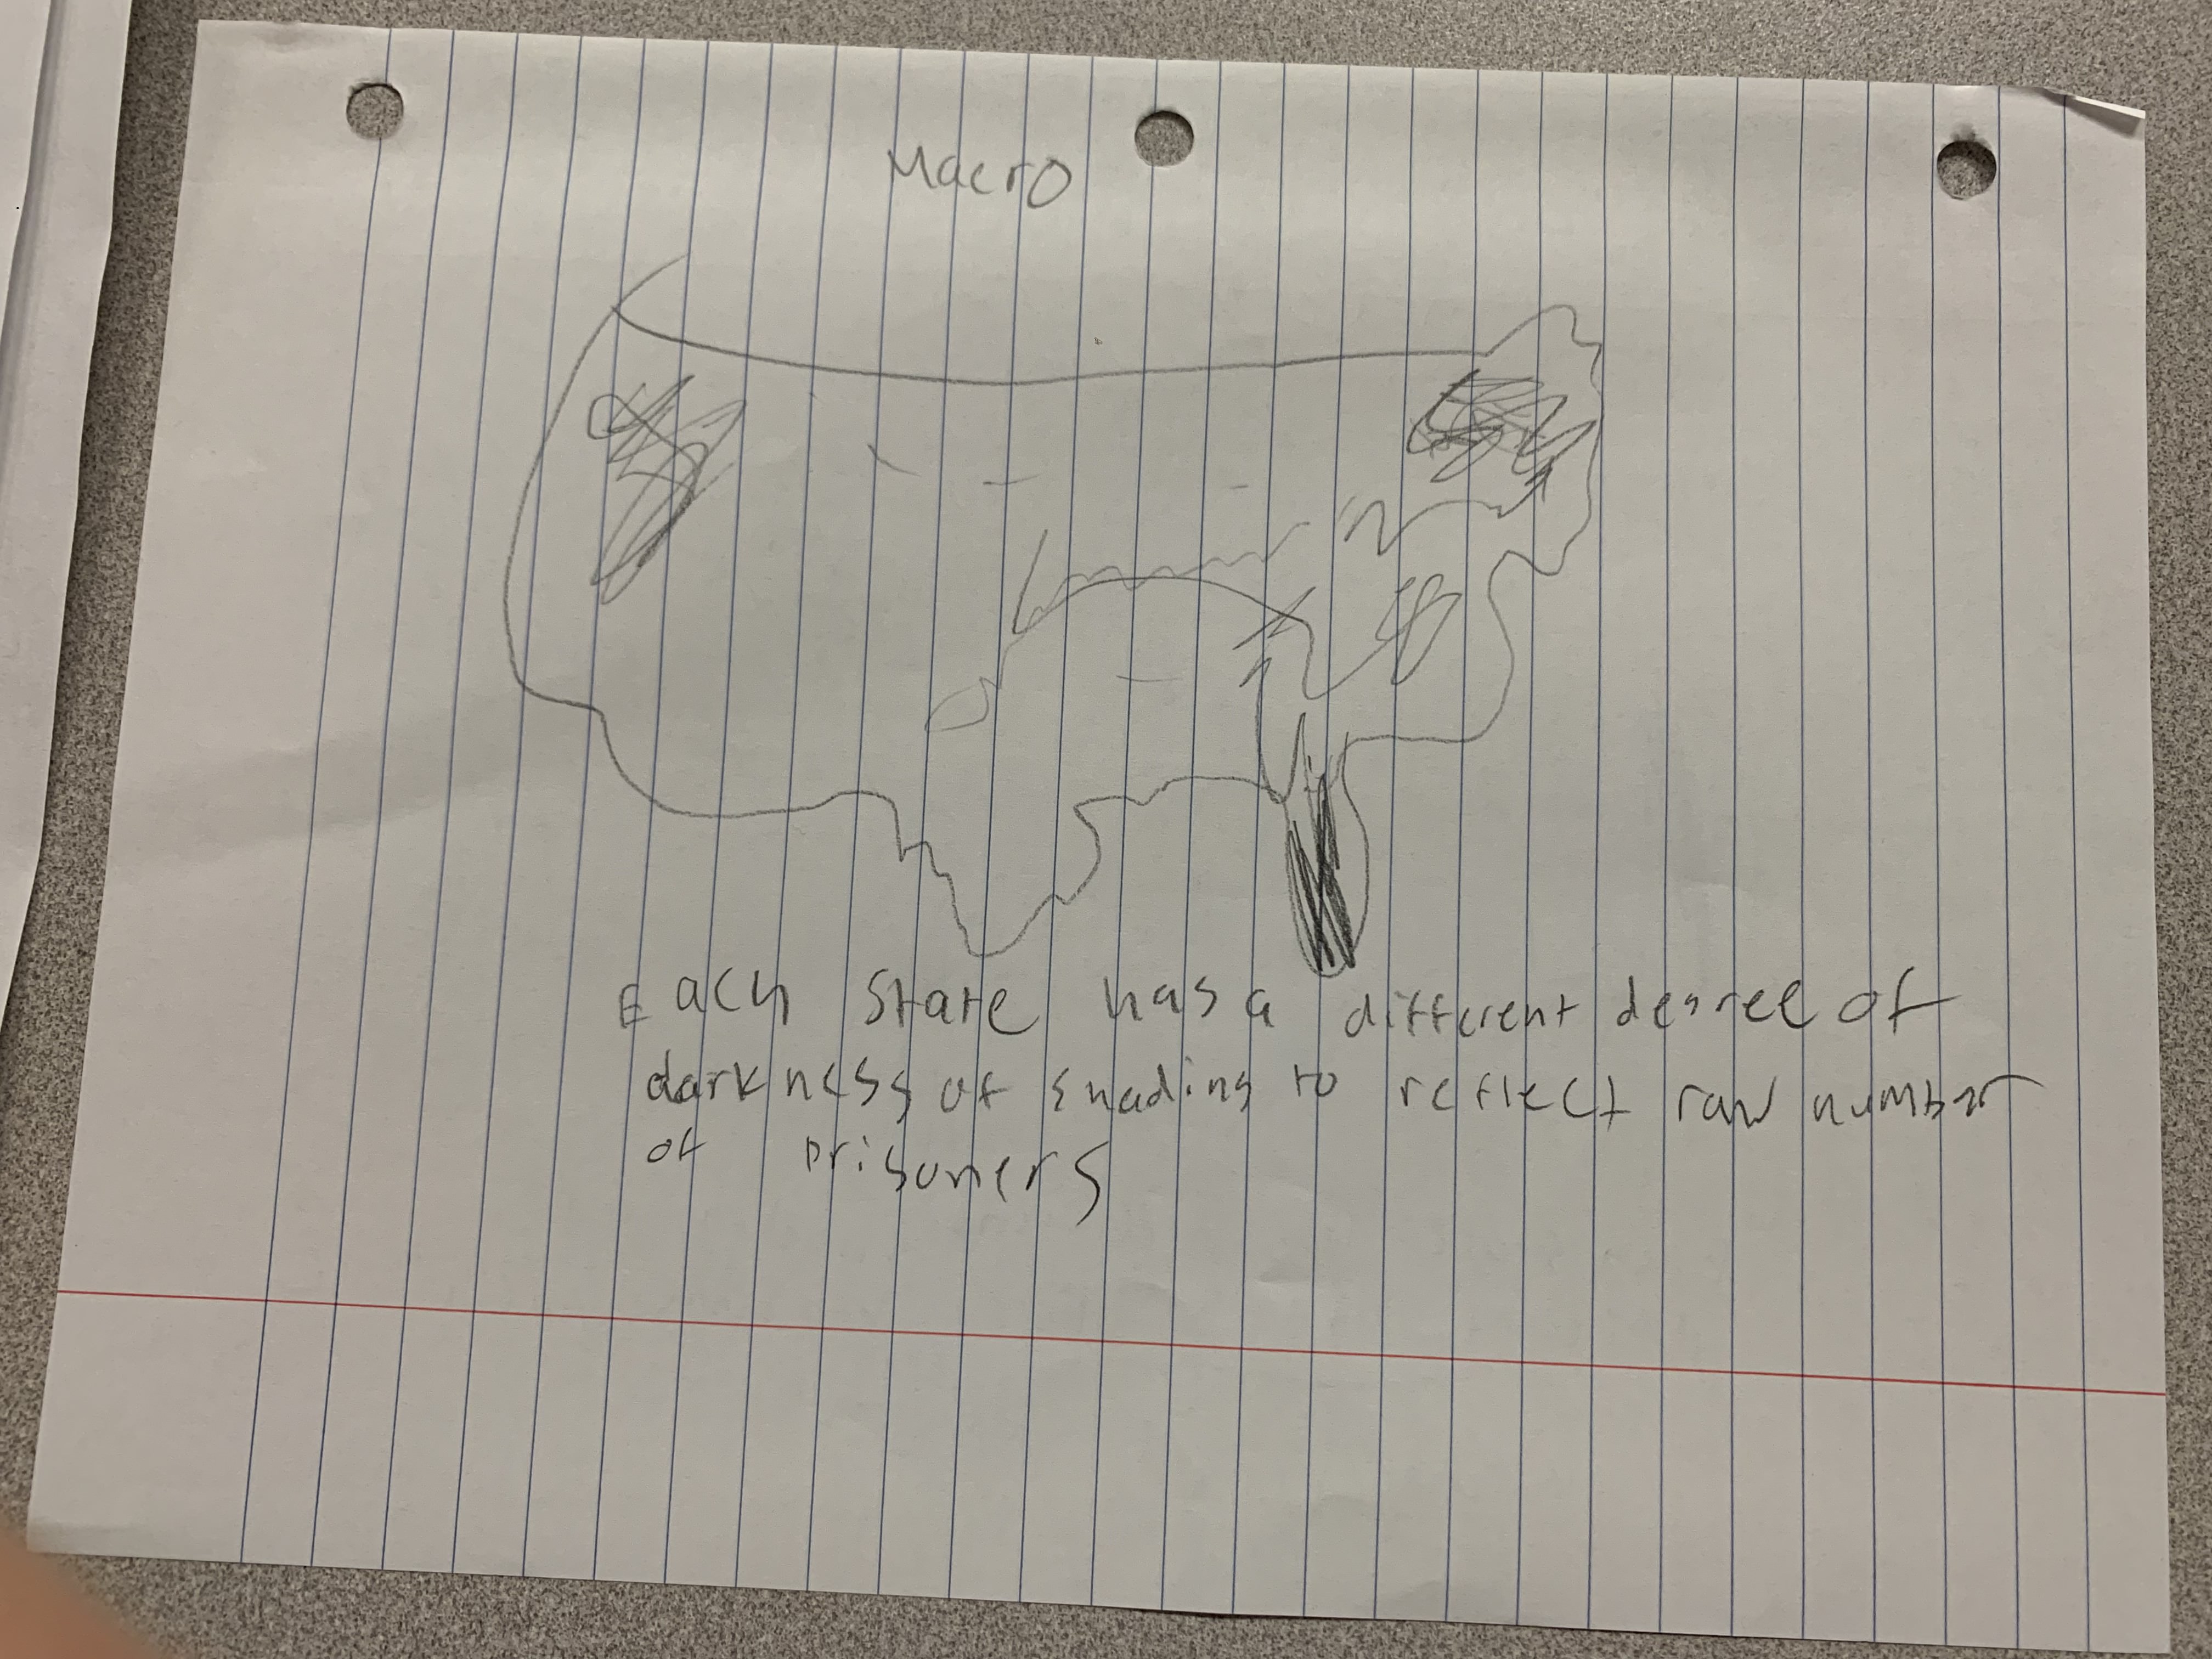 Macro
Each state has a different degree of
darkness of shading to reflect raw number
of prisoners